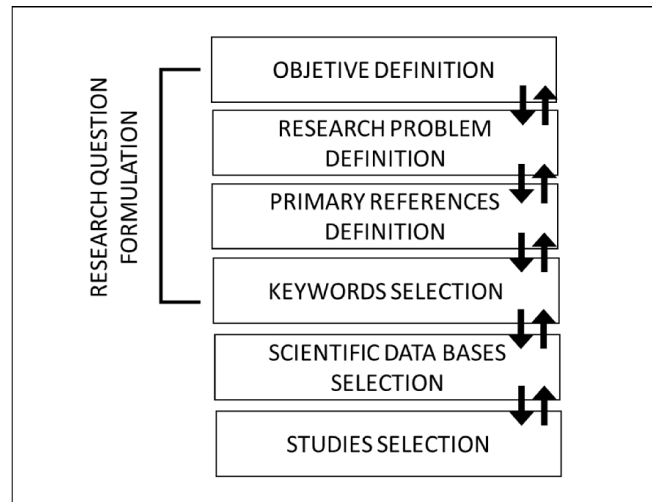 RESEARCH QUESTION
FORMULATION
OBJETIVE DEFINITION
RESEARCH PROBLEM
DEFINITION
PRIMARY REFERENCES
DEFINITION
KEYWORDS SELECTION
SCIENTIFIC DATA BASES
SELECTION
STUDIES SELECTION